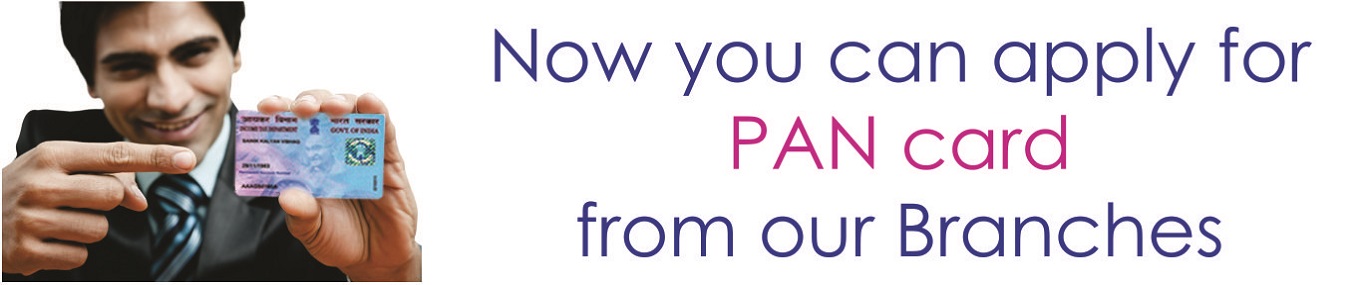 Now you can apply for
PAN card
from our Branches
आयकर विभाग
भारत सरकार
INCOME TAX DEPARTMENT
GOVT. OF INDIA